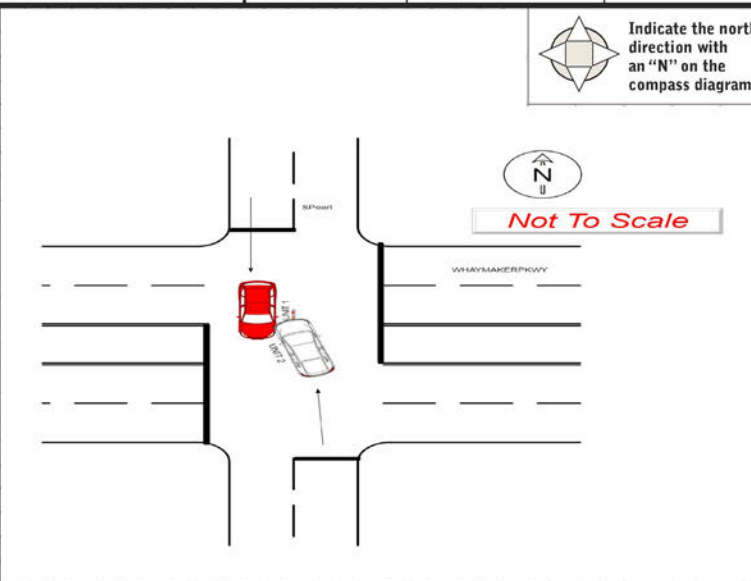 Indicate the north
direction with
an “N” on the
compass diagram
N
Not To Scale
SPearl
WHAYMAKERPKWY
UNIT 1
UNIT 2